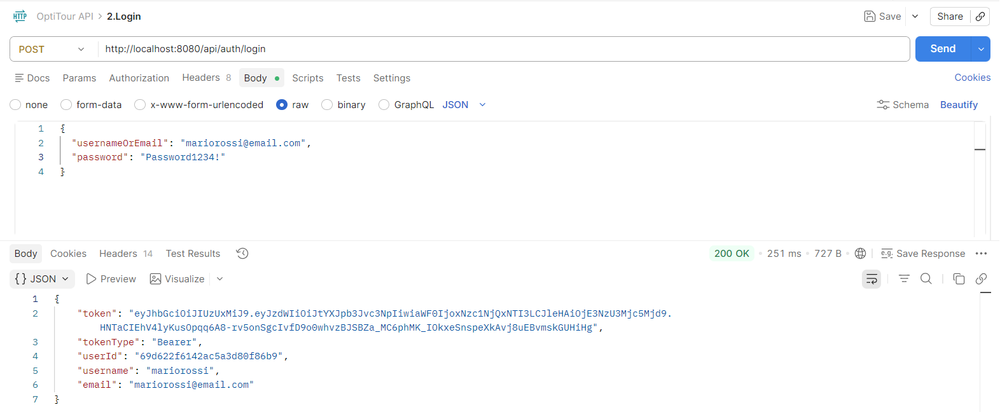 HTTP OptiTour API > 2.Login Save Share
POST http://localhost:8080/api/auth/login Send
Docs Params Authorization Headers 8 Body Scripts Tests Settings Cookies
none form-data x-www-form-urlencoded raw binary GraphQL JSON Schema Beautify
1 {
2 "usernameOrEmail": "mariorossi@email.com",
3 "password": "Password1234!"
4 }
Body Cookies Headers 14 Test Results 200 OK • 251 ms • 727 B • e.g. Save Response
{} JSON Preview Visualize
1 {
2 "token": "eyJhbGciOiJIUzUxMiJ9.eyJzdWIiOiJtYXJpb3Jvc3NpIiwiaWF0IjoxNzc1NjQxNTI3LCJleHAiOjE3NzU3Mjc5Mjd9.
HNTaCIEhV4lyKusOpqq6A8-rv5onSgcIvfD9o0whvzBJSBZa_MC6phMK_IOkxeSnspeXkAvj8uEBvmskGUHiHg",
3 "tokenType": "Bearer",
4 "userId": "69d622f6142ac5a3d80f86b9",
5 "username": "mariorossi",
6 "email": "mariorossi@email.com"
7 }